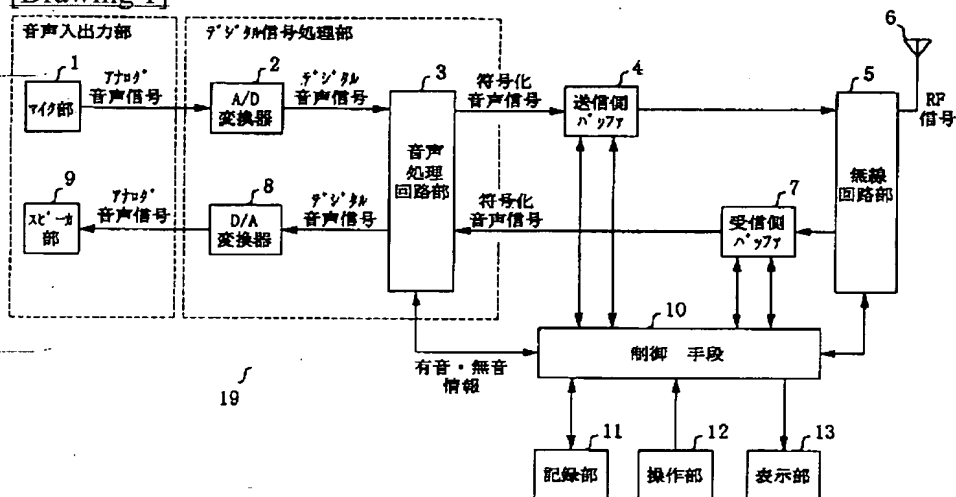 [Drawing 1]
音声入出力部
デジタル信号処理部
1
アナログ
音声信号
2
デジタル
音声信号
3
符号化
音声信号
4
5
6
マイク部
A/D
変換器
送信側
バッファ
RF
信号
音声
処理
回路部
無線
回路部
9
アナログ
音声信号
8
デジタル
音声信号
符号化
音声信号
7
スピーカ
部
D/A
変換器
受信側
バッファ
10
制御 手段
有音・無音
情報
19
11
12
13
記録部
操作部
表示部